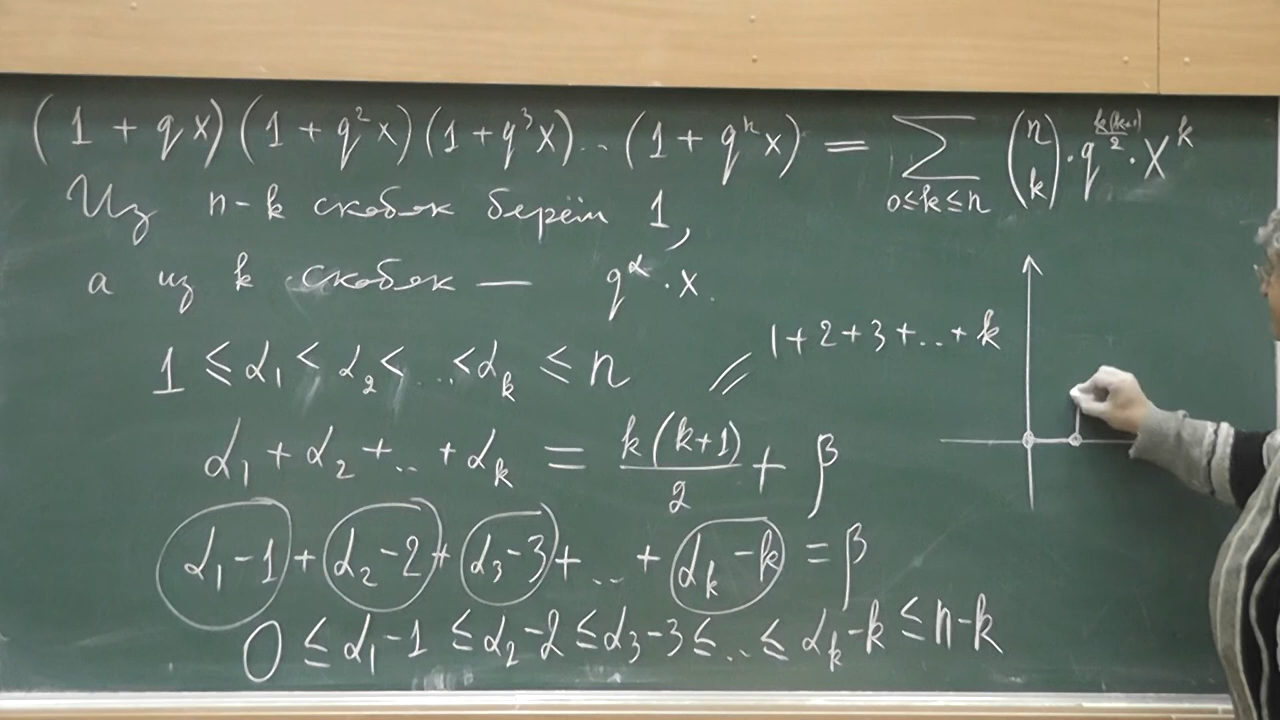 (1 + qx)(1 + q²x)(1 + q³x)...(1 + qⁿx) = ∑_{0≤k≤n} (n k) · q^{k(k+1)/2} · x^k
Из n-k скобок берём 1,
а из k скобок — q^α · x.
1 ≤ α₁ < α₂ < ... < α_k ≤ n
1+2+3+...+k
=
α₁ + α₂ + ... + α_k = k(k+1)/2 + β
α₁-1 + α₂-2 + α₃-3 + ... + α_k-k = β
0 ≤ α₁-1 ≤ α₂-2 ≤ α₃-3 ≤ ... ≤ α_k-k ≤ n-k